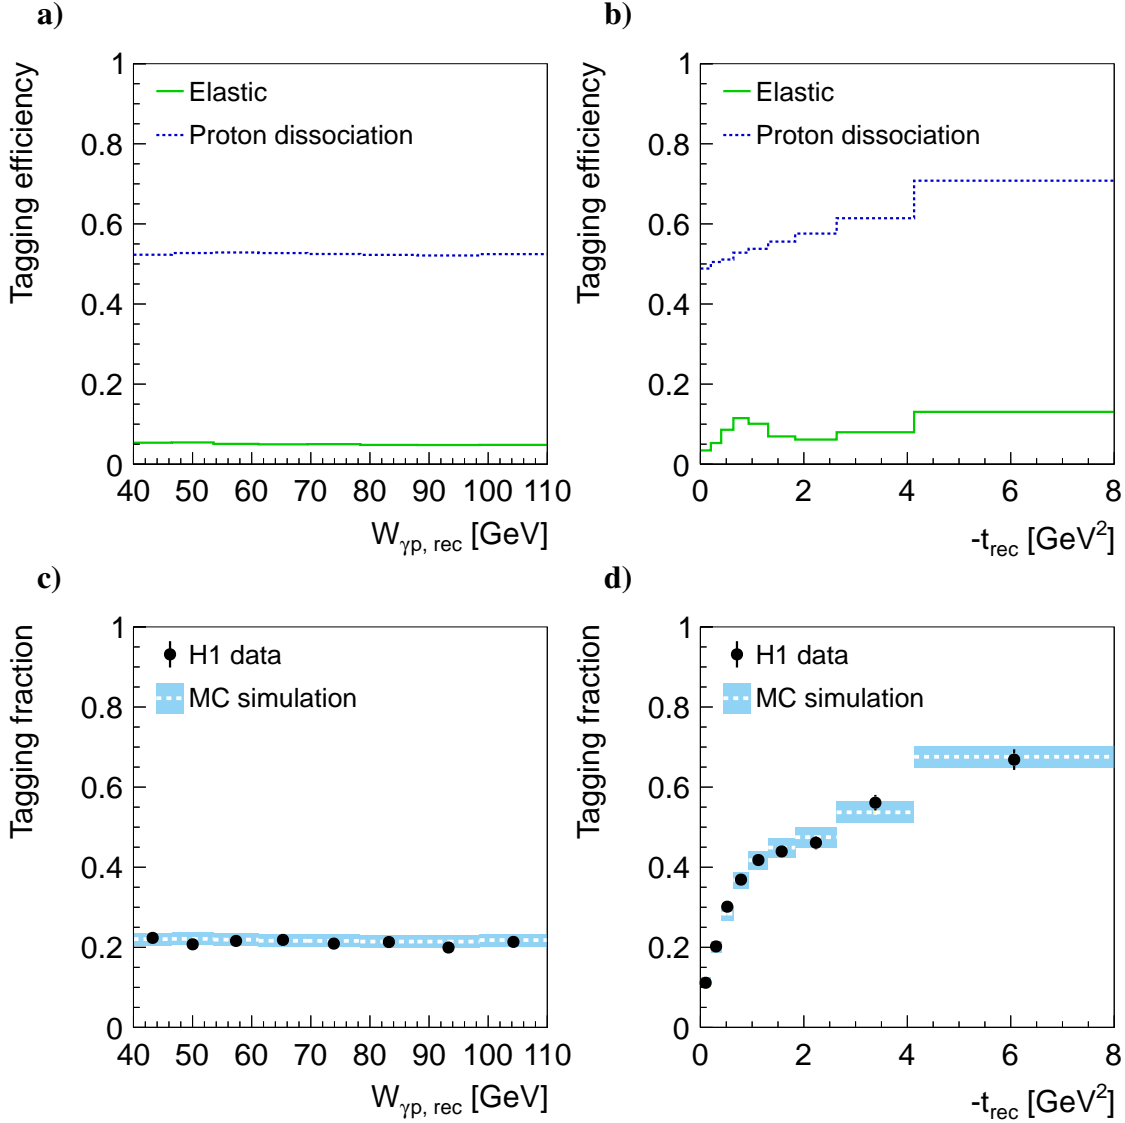 a)
Tagging efficiency
1
0.8
0.6
0.4
0.2
0
Elastic
Proton dissociation
40 50 60 70 80 90 100 110
Wγp, rec [GeV]
b)
Tagging efficiency
1
0.8
0.6
0.4
0.2
0
Elastic
Proton dissociation
0 2 4 6 8
-trec [GeV2]
c)
Tagging fraction
1
0.8
0.6
0.4
0.2
0
H1 data
MC simulation
40 50 60 70 80 90 100 110
Wγp, rec [GeV]
d)
Tagging fraction
1
0.8
0.6
0.4
0.2
0
H1 data
MC simulation
0 2 4 6 8
-trec [GeV2]